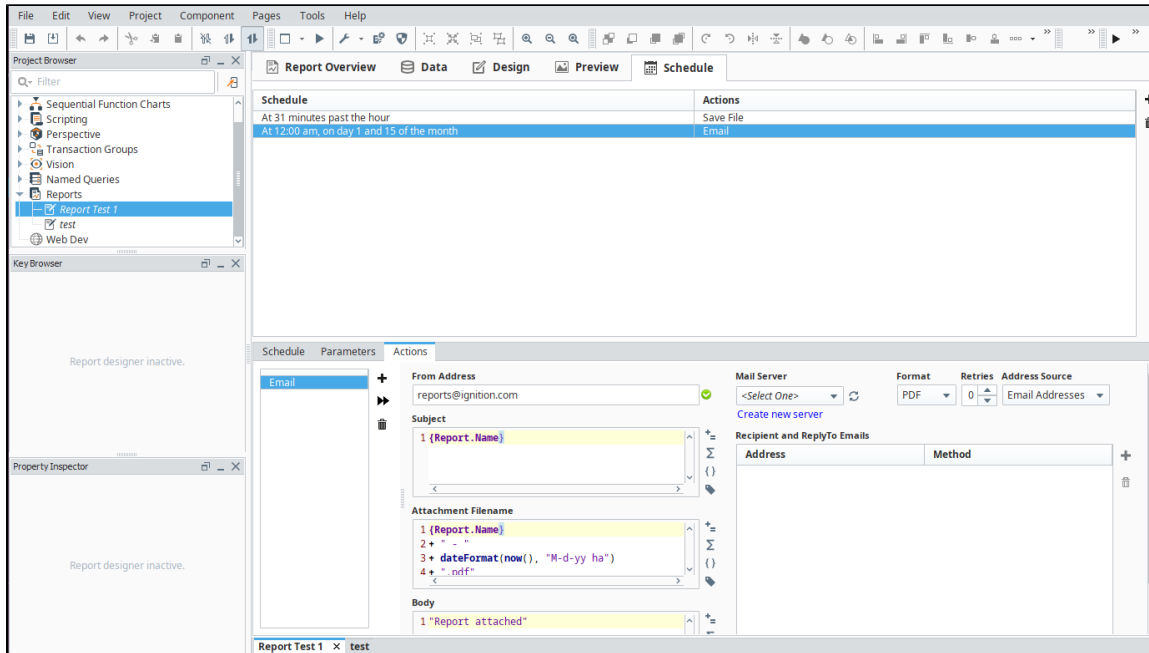 File Edit View Project Component Pages Tools Help
Project Browser
Report Overview Data Design Preview Schedule
Filter
Sequential Function Charts
Scripting
Perspective
Transaction Groups
Vision
Named Queries
Reports
Report Test 1
test
Web Dev
Schedule Actions
At 31 minutes past the hour Save File
At 12:00 am, on day 1 and 15 of the month Email
Key Browser
Report designer inactive.
Property Inspector
Report designer inactive.
Schedule Parameters Actions
Email
From Address
reports@ignition.com
Subject
1 {Report.Name}
Attachment Filename
1 {Report.Name}
2 + " - "
3 + dateFormat(now(), "M-d-yy ha")
4 + ".pdf"
Body
1 "Report attached"
Mail Server Format Retries Address Source
<Select One> PDF 0 Email Addresses
Create new server
Recipient and ReplyTo Emails
Address Method
Report Test 1 × test